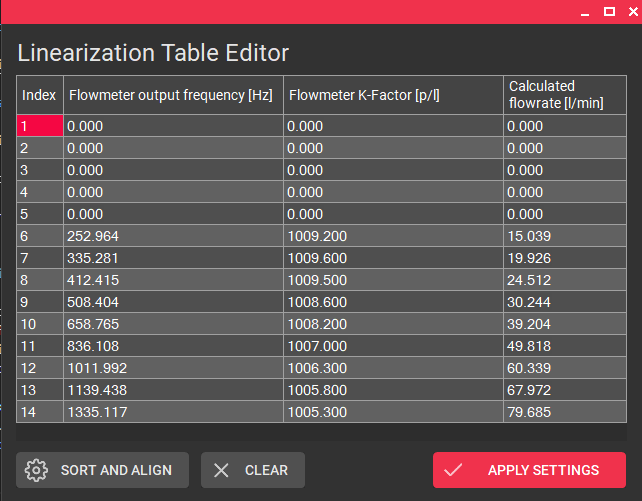 Linearization Table Editor
Index Flowmeter output frequency [Hz] Flowmeter K-Factor [p/l] Calculated flowrate [l/min]
1 0.000 0.000 0.000
2 0.000 0.000 0.000
3 0.000 0.000 0.000
4 0.000 0.000 0.000
5 0.000 0.000 0.000
6 252.964 1009.200 15.039
7 335.281 1009.600 19.926
8 412.415 1009.500 24.512
9 508.404 1008.600 30.244
10 658.765 1008.200 39.204
11 836.108 1007.000 49.818
12 1011.992 1006.300 60.339
13 1139.438 1005.800 67.972
14 1335.117 1005.300 79.685
SORT AND ALIGN CLEAR APPLY SETTINGS